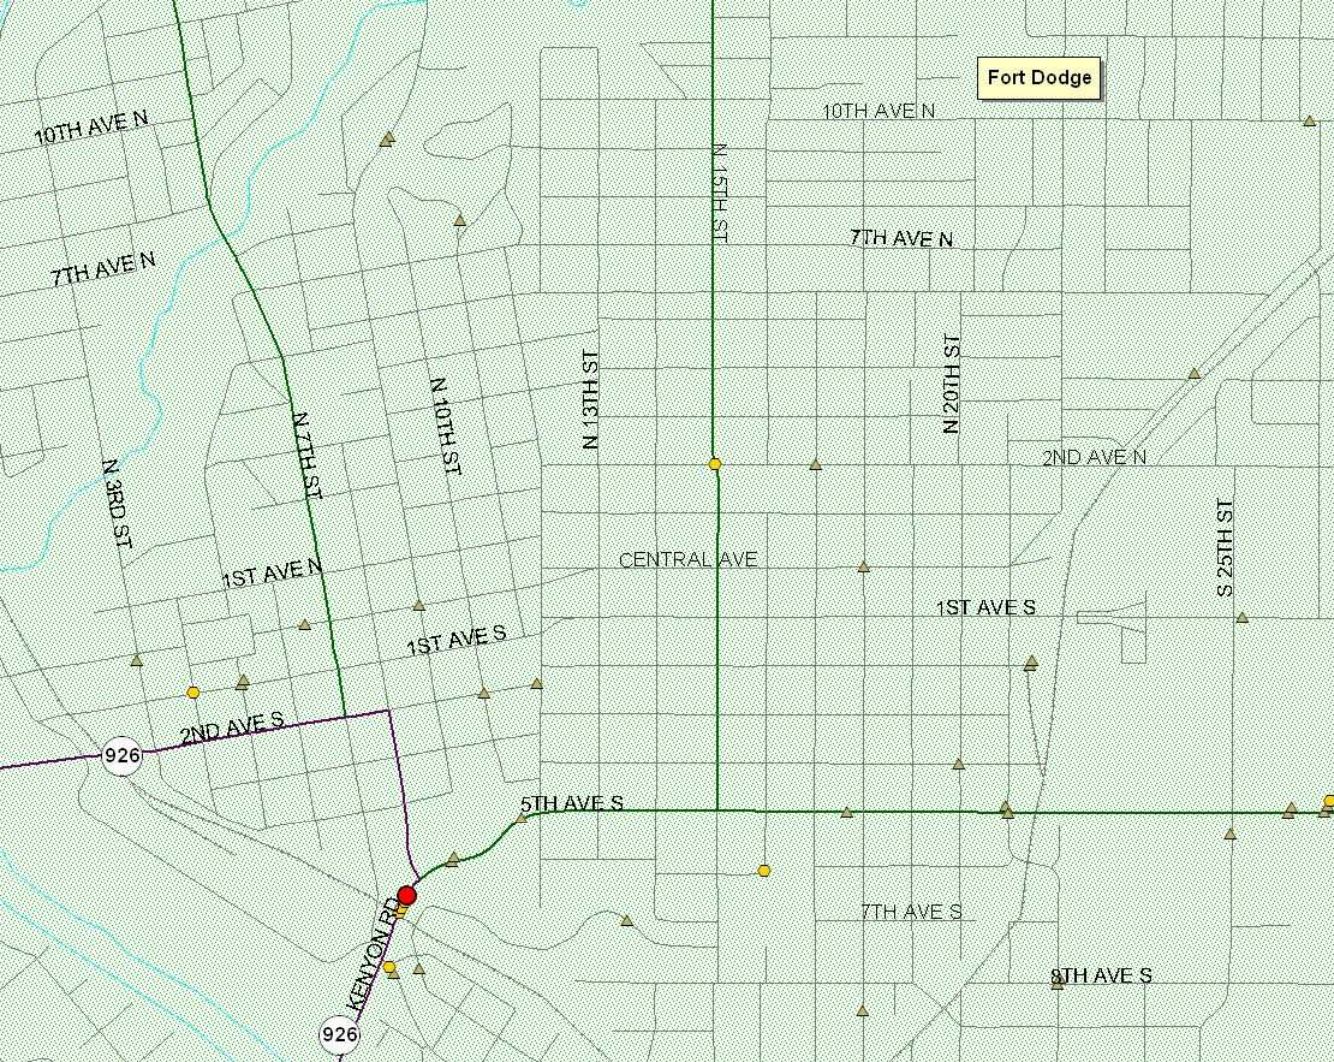 Fort Dodge
10TH AVE N
10TH AVE N
N 15TH ST
7TH AVE N
7TH AVE N
N 13TH ST
N 20TH ST
N 10TH ST
N 7TH ST
2ND AVE N
N 3RD ST
S 25TH ST
CENTRAL AVE
1ST AVE N
1ST AVE S
1ST AVE S
2ND AVE S
926
5TH AVE S
7TH AVE S
KENYON RD
8TH AVE S
926